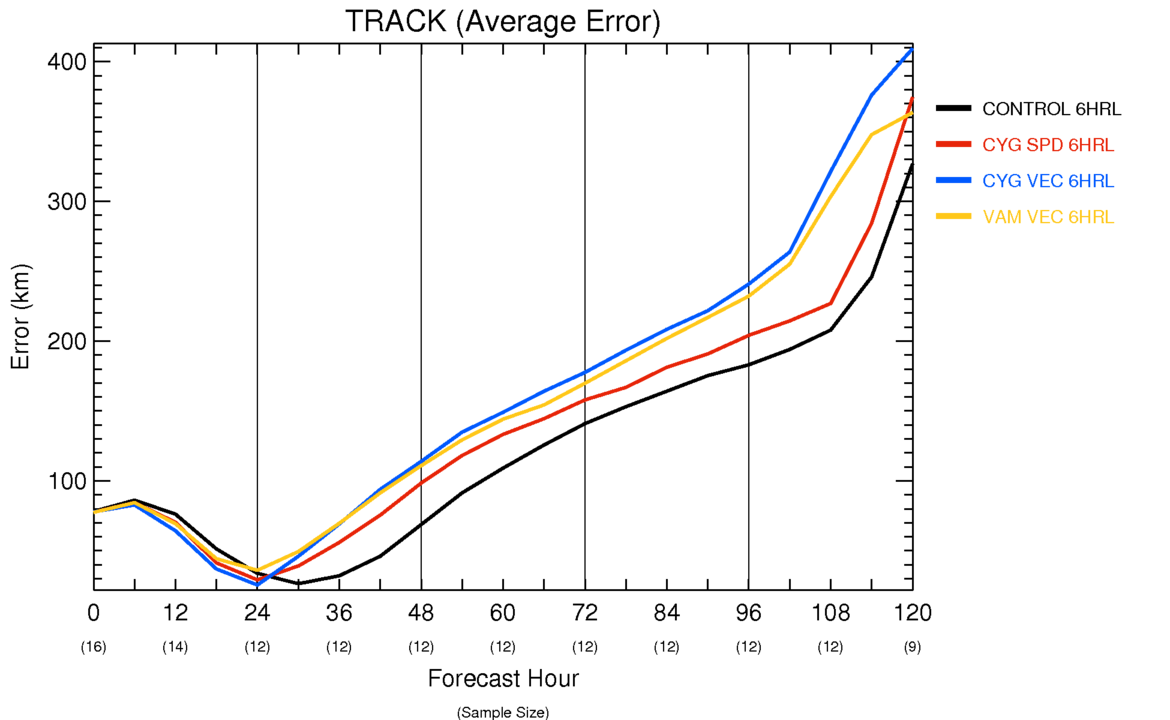 TRACK (Average Error)
400
300
200
100
Error (km)
CONTROL 6HRL
CYG SPD 6HRL
CYG VEC 6HRL
VAM VEC 6HRL
0 12 24 36 48 60 72 84 96 108 120
(16) (14) (12) (12) (12) (12) (12) (12) (12) (12) (9)
Forecast Hour
(Sample Size)